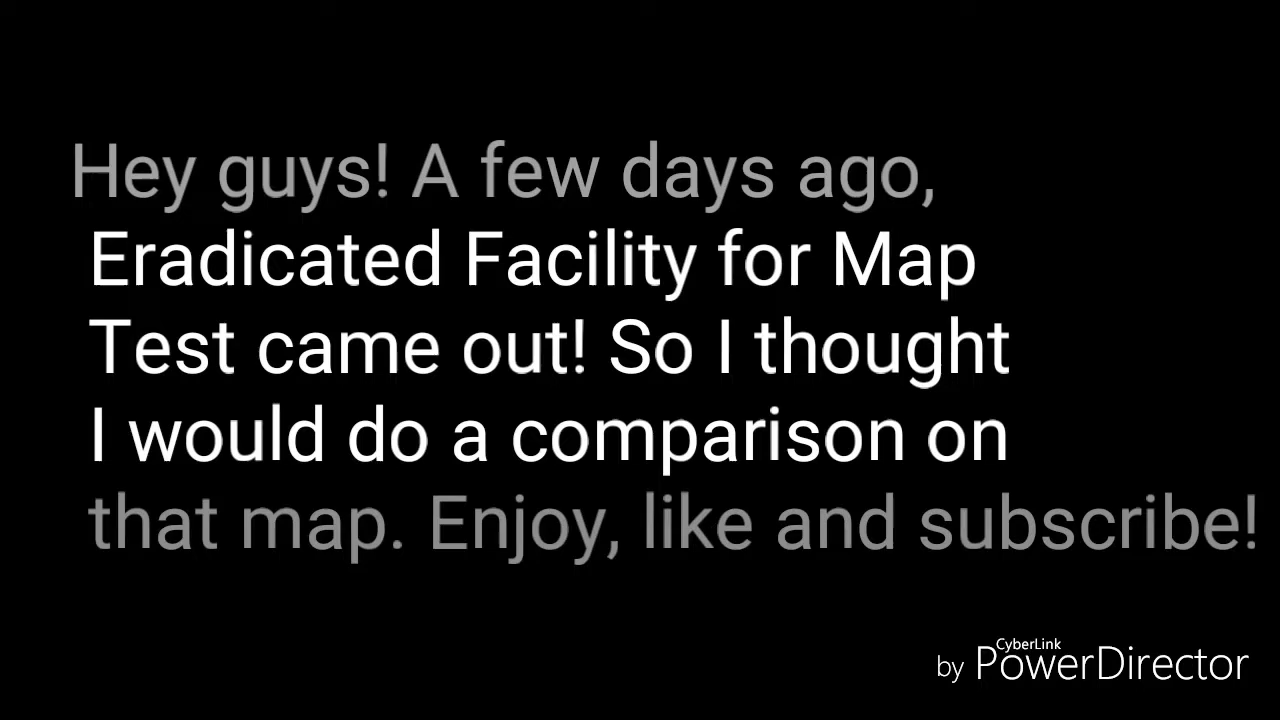 Hey guys! A few days ago,
Eradicated Facility for Map
Test came out! So I thought
I would do a comparison on
that map. Enjoy, like and subscribe!
CyberLink
by PowerDirector